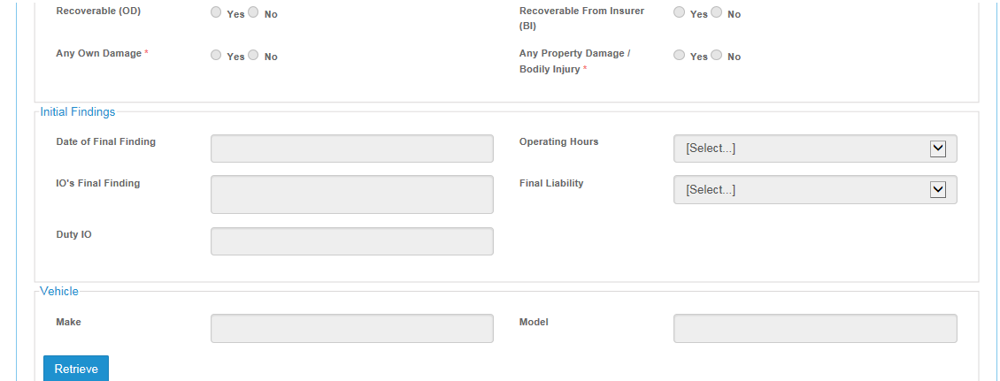 Recoverable (OD) Yes No Recoverable From Insurer
(BI) Yes No
Any Own Damage * Yes No Any Property Damage /
Bodily Injury * Yes No
Initial Findings
Date of Final Finding Operating Hours [Select...]
IO's Final Finding Final Liability [Select...]
Duty IO
Vehicle
Make Model
Retrieve